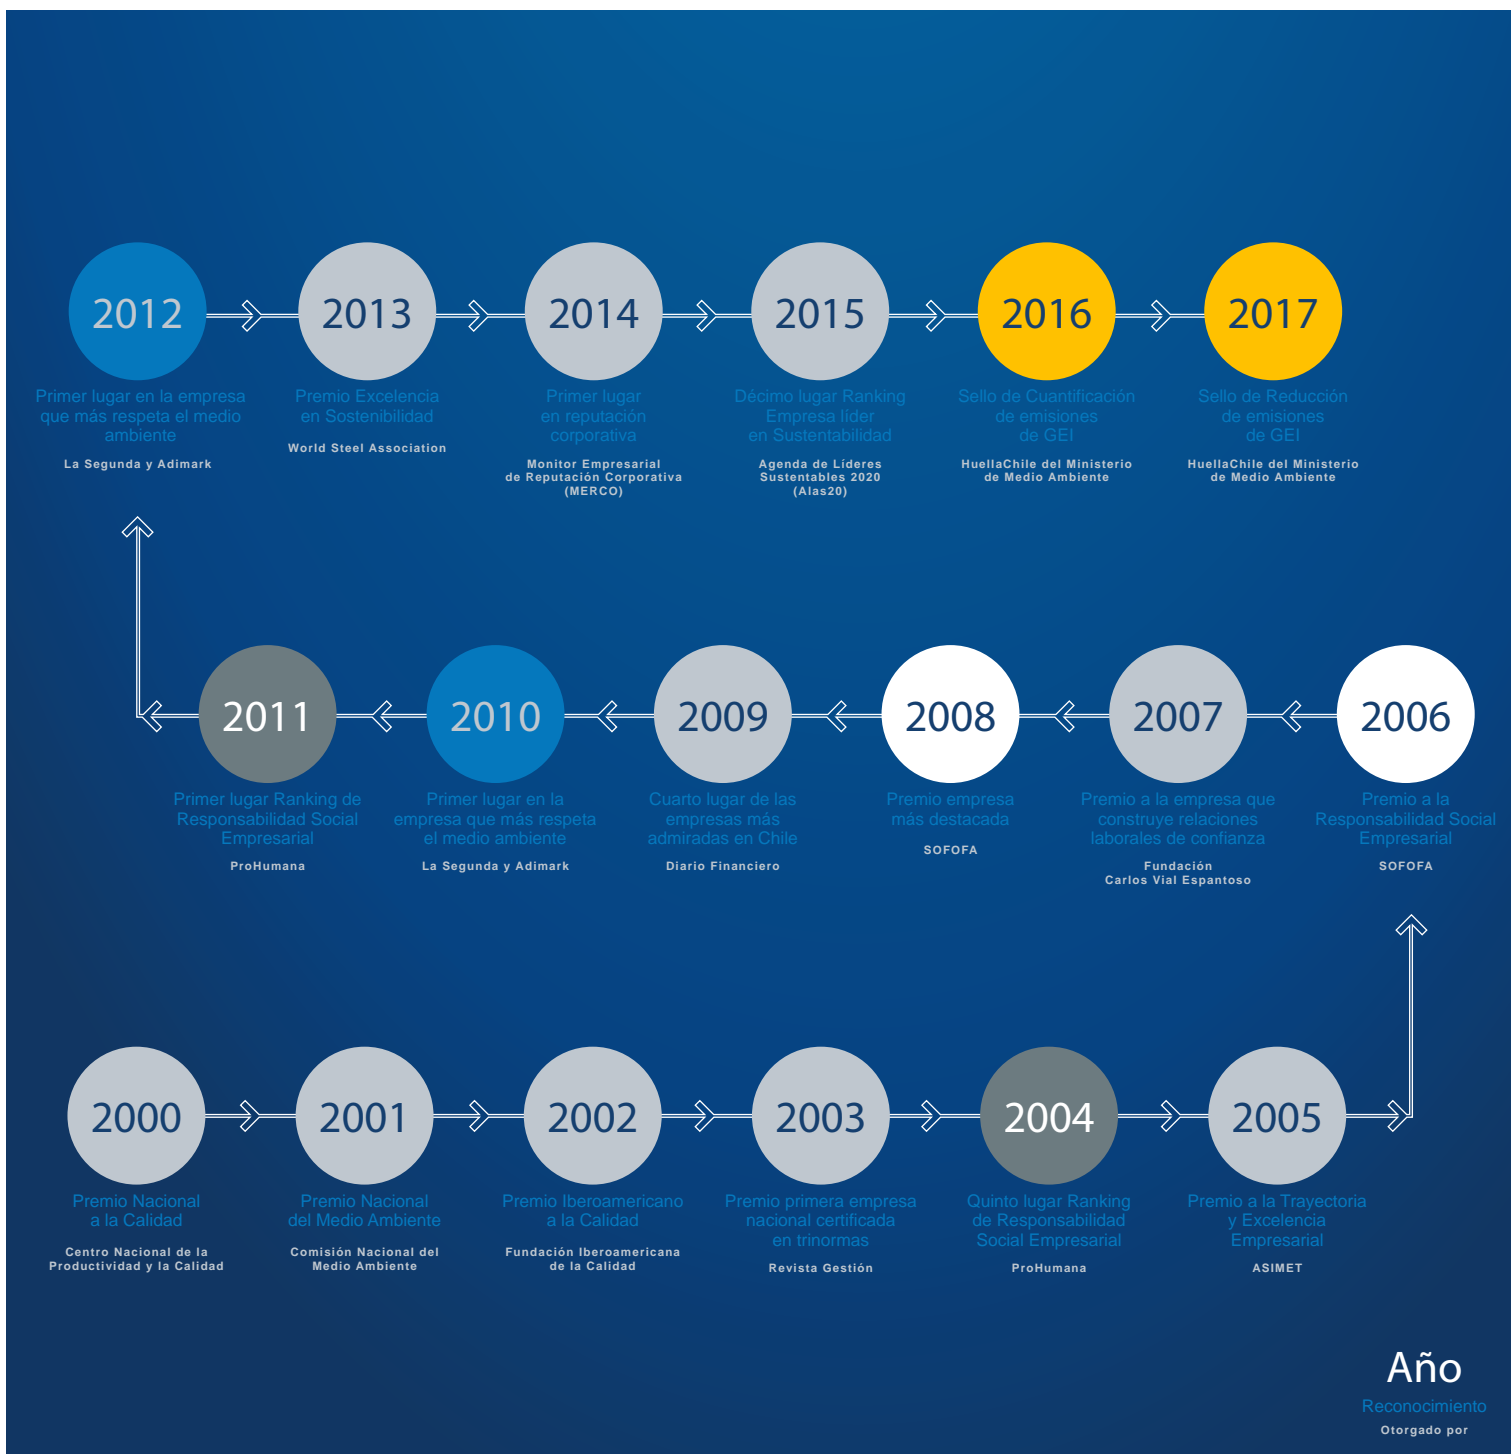 2012
Primer lugar en la empresa
que más respeta el medio
ambiente
La Segunda y Adimark
2013
Premio Excelencia
en Sostenibilidad
World Steel Association
2014
Primer lugar
en reputación
corporativa
Monitor Empresarial
de Reputación Corporativa
(MERCO)
2015
Décimo lugar Ranking
Empresa líder
en Sustentabilidad
Agenda de Líderes
Sustentables 2020
(Alas20)
2016
Sello de Cuantificación
de emisiones
de GEI
HuellaChile del Ministerio
de Medio Ambiente
2017
Sello de Reducción
de emisiones
de GEI
HuellaChile del Ministerio
de Medio Ambiente
2011
Primer lugar Ranking de
Responsabilidad Social
Empresarial
ProHumana
2010
Primer lugar en la
empresa que más respeta
el medio ambiente
La Segunda y Adimark
2009
Cuarto lugar de las
empresas más
admiradas en Chile
Diario Financiero
2008
Premio empresa
más destacada
SOFOFA
2007
Premio a la empresa que
construye relaciones
laborales de confianza
Fundación
Carlos Vial Espantoso
2006
Premio a la
Responsabilidad Social
Empresarial
SOFOFA
2000
Premio Nacional
a la Calidad
Centro Nacional de la
Productividad y la Calidad
2001
Premio Nacional
del Medio Ambiente
Comisión Nacional del
Medio Ambiente
2002
Premio Iberoamericano
a la Calidad
Fundación Iberoamericana
de la Calidad
2003
Premio primera empresa
nacional certificada
en trinormas
Revista Gestión
2004
Quinto lugar Ranking
de Responsabilidad
Social Empresarial
ProHumana
2005
Premio a la Trayectoria
y Excelencia
Empresarial
ASIMET
Año
Reconocimiento
Otorgado por